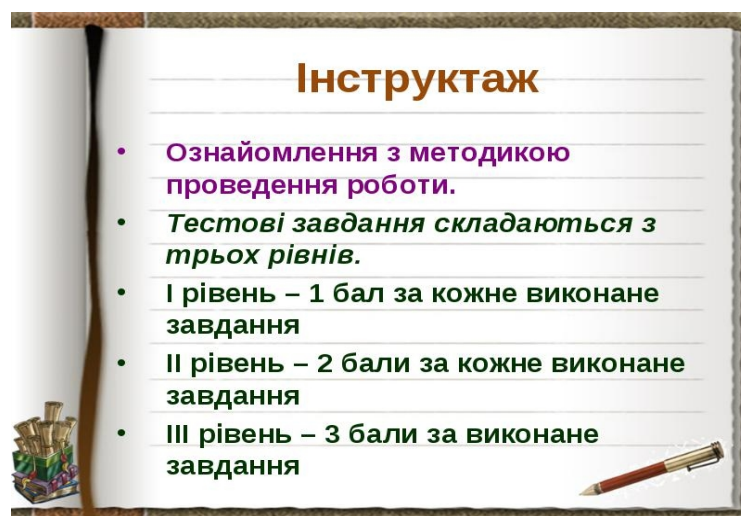 Інструктаж
• Ознайомлення з методикою
проведення роботи.
• Тестові завдання складаються з
трьох рівнів.
• І рівень – 1 бал за кожне виконане
завдання
• ІІ рівень – 2 бали за кожне виконане
завдання
• ІІІ рівень – 3 бали за виконане
завдання